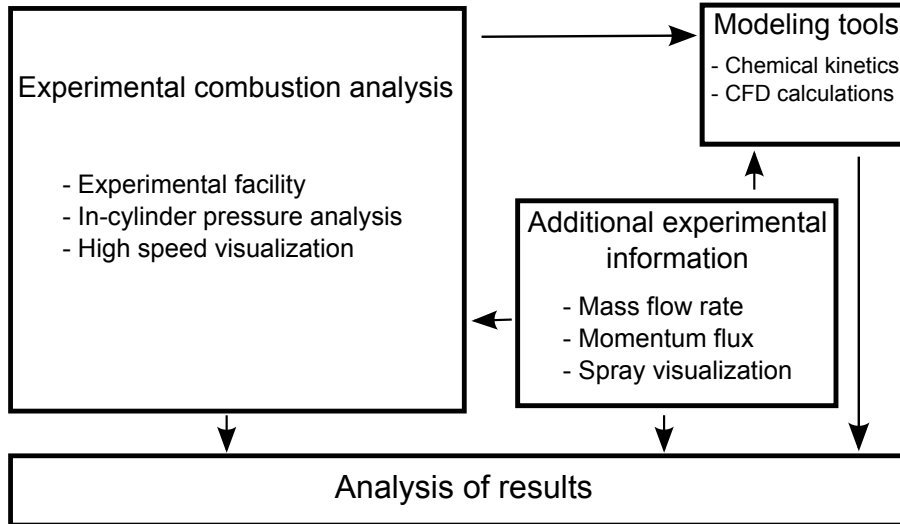 Experimental combustion analysis
- Experimental facility
- In-cylinder pressure analysis
- High speed visualization
Modeling tools
- Chemical kinetics
- CFD calculations
Additional experimental
information
- Mass flow rate
- Momentum flux
- Spray visualization
Analysis of results